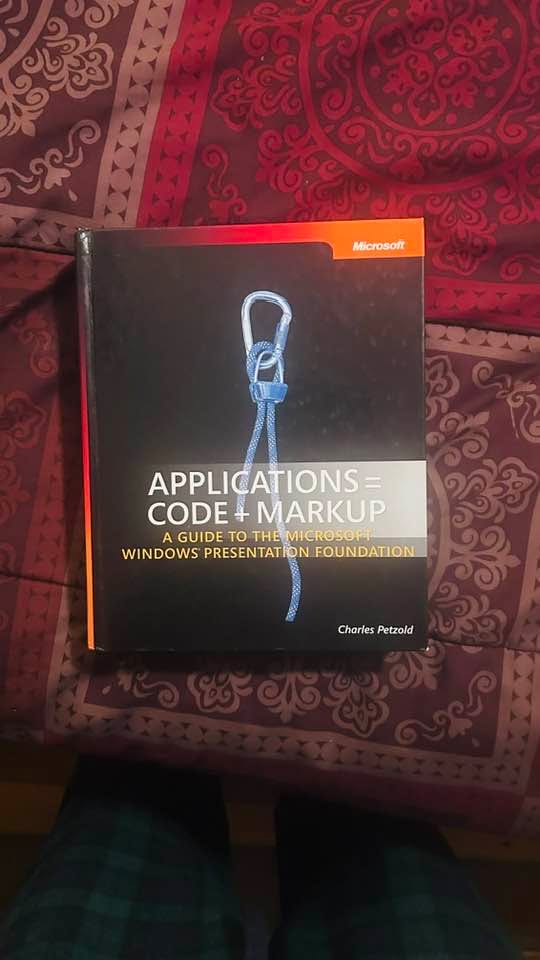 Microsoft
APPLICATIONS =
CODE + MARKUP
A GUIDE TO THE MICROSOFT
WINDOWS® PRESENTATION FOUNDATION
Charles Petzold